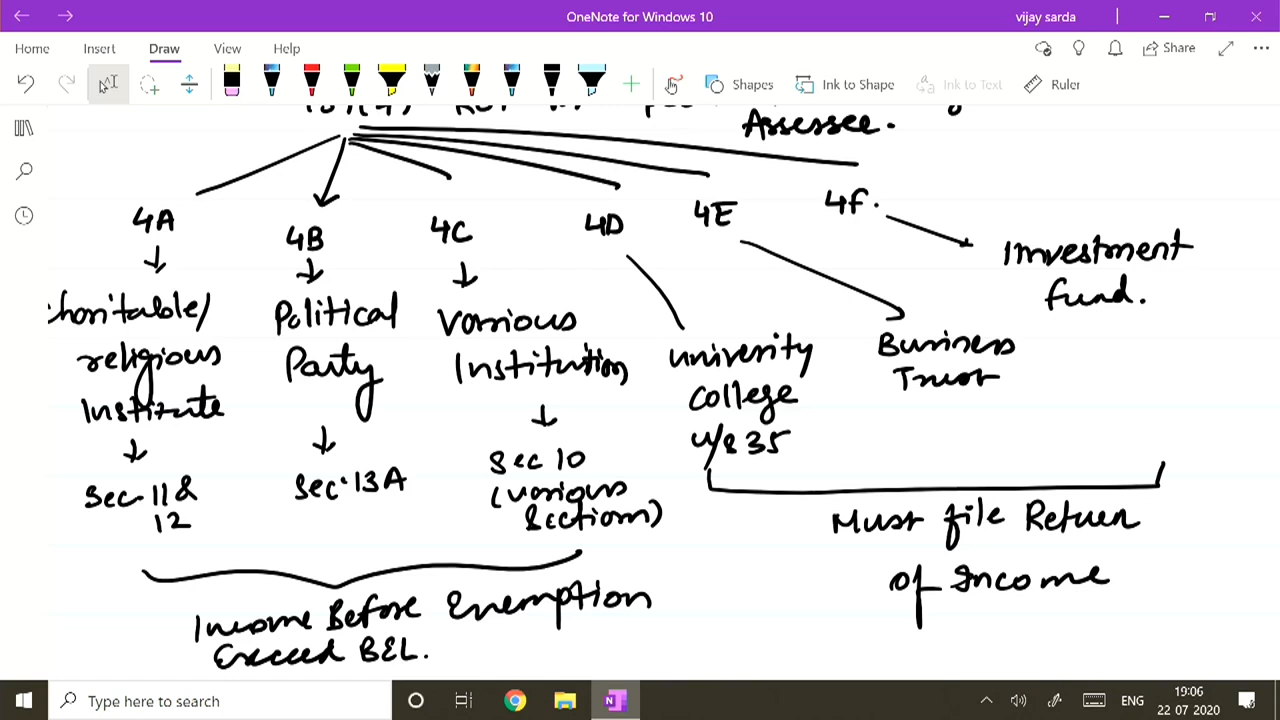 OneNote for Windows 10
vijay sarda
Home Insert Draw View Help
Share
Shapes
Ink to Shape
Ink to Text
Ruler
Assessee.
4A
4B
4C
4D
4E
4f.
charitable/
religious
Institute
Sec. 11 &
12
Political
Party
Sec. 13A
Various
Institution
Sec 10
(various
Sections)
university
college
u/s 35
Business
Trust
Investment
fund.
Income Before Exemption
Exceed BEL.
Must file Return
of Income
Type here to search
ENG
19:06
22-07-2020